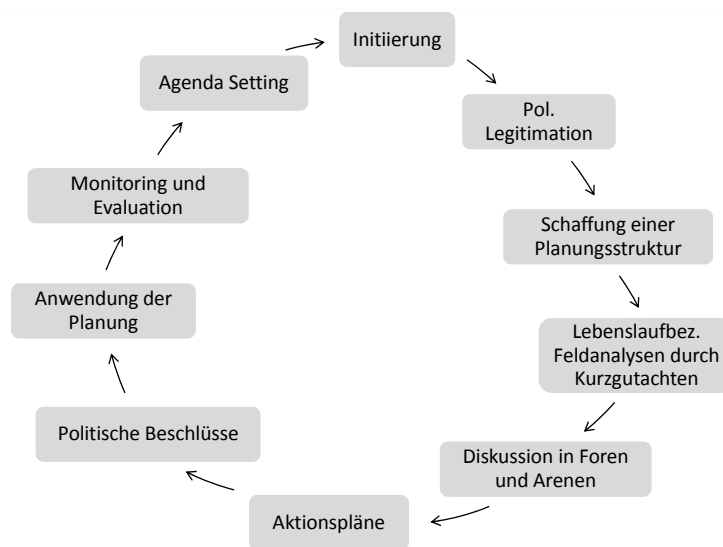 Initiierung
Pol.
Legitimation
Schaffung einer
Planungsstruktur
Lebenslaufbez.
Feldanalysen durch
Kurzgutachten
Diskussion in Foren
und Arenen
Aktionspläne
Politische Beschlüsse
Anwendung der
Planung
Monitoring und
Evaluation
Agenda Setting